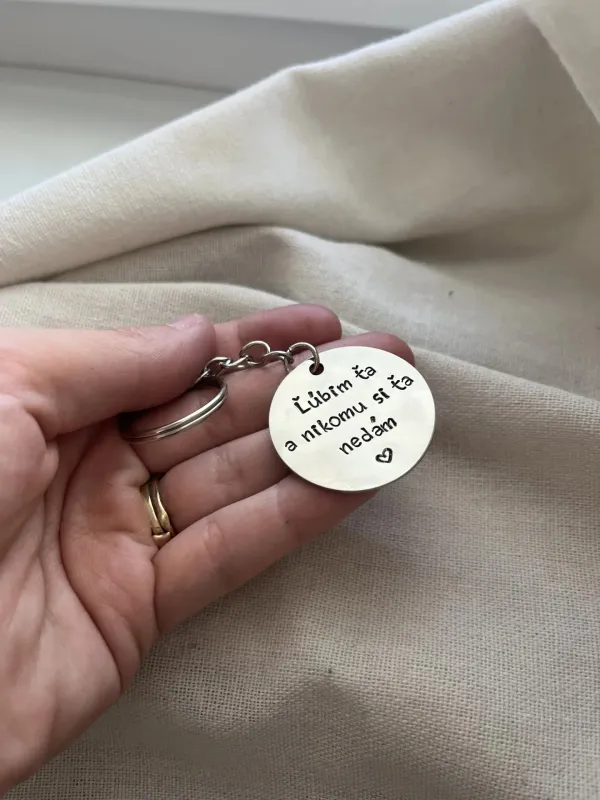 Ľúbim ťa
a nikomu si ťa
nedám